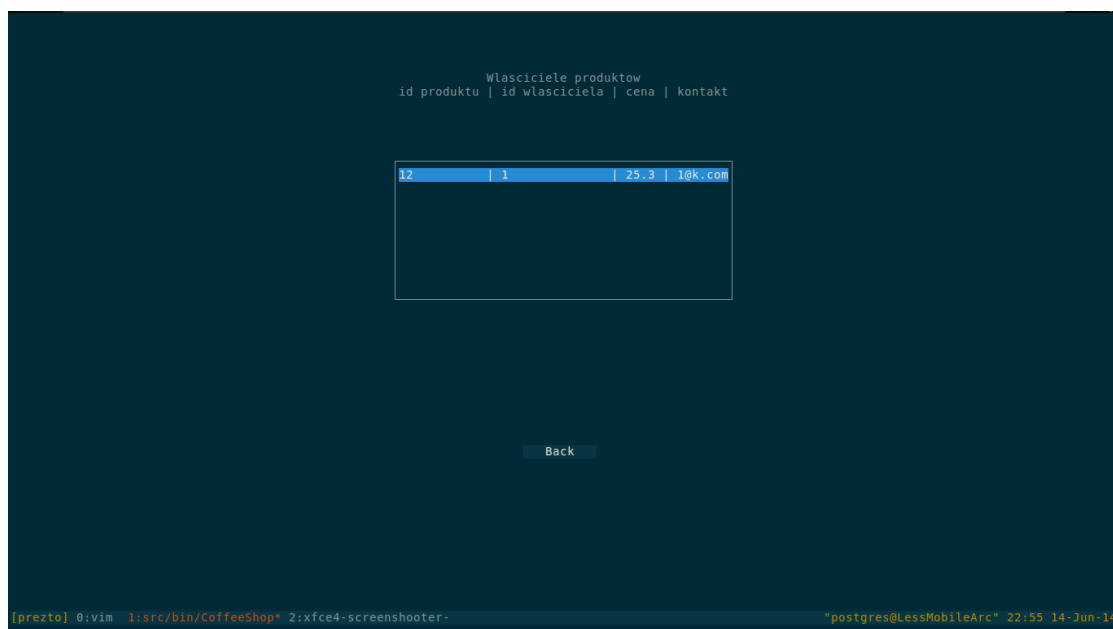 Wlasciciele produktow
id produktu | id wlasciciela | cena | kontakt
12 | 1 | 25.3 | 1@k.com
Back
[prezto] 0:vim 1:src/bin/CoffeeShop* 2:xfce4-screenshooter- "postgres@LessMobileArc" 22:55 14-Jun-14